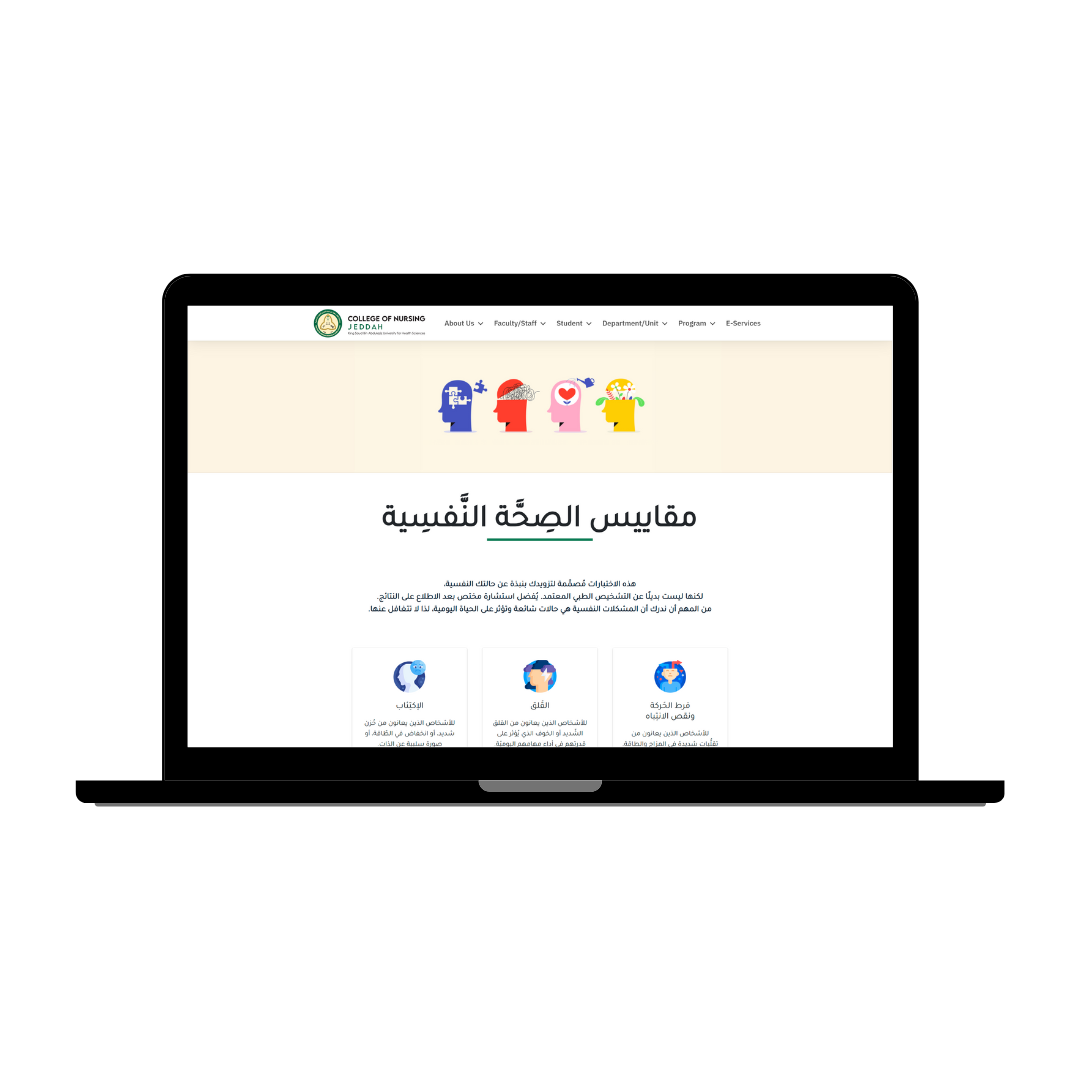 COLLEGE OF NURSING
JEDDAH
King Saud Bin Abdulaziz University for Health Sciences
About Us
Faculty/Staff
Student
Department/Unit
Program
E-Services
مقاييس الصِحَّة النَّفسِية
هذه الاختبارات مُصمَّمة لتزويدك بنبذة عن حالتك النفسية،
لكنها ليست بديلًا عن التشخيص الطبي المعتمد. يُفضل استشارة مختص بعد الاطلاع على النتائج.
من المهم أن ندرك أن المشكلات النفسية هي حالات شائعة وتؤثر على الحياة اليومية، لذا لا تتغافل عنها.
فرط الحَركة
ونقص الانتِباه
للأشخاص الذين يعانون من
تقلُّبات شديدة في المزاج والطاقة،
القَلق
للأشخاص الذين يعانون من القلق
الشَّديد أو الخوف الذي يُؤثر على
قدرتهم في أداء مهامهم اليوميّة
الإكتِئاب
للأشخاص الذين يعانون من حُزنٍ
شديد، أو انخفاض في الطّاقة، أو
صورة سلبية عن الذات.